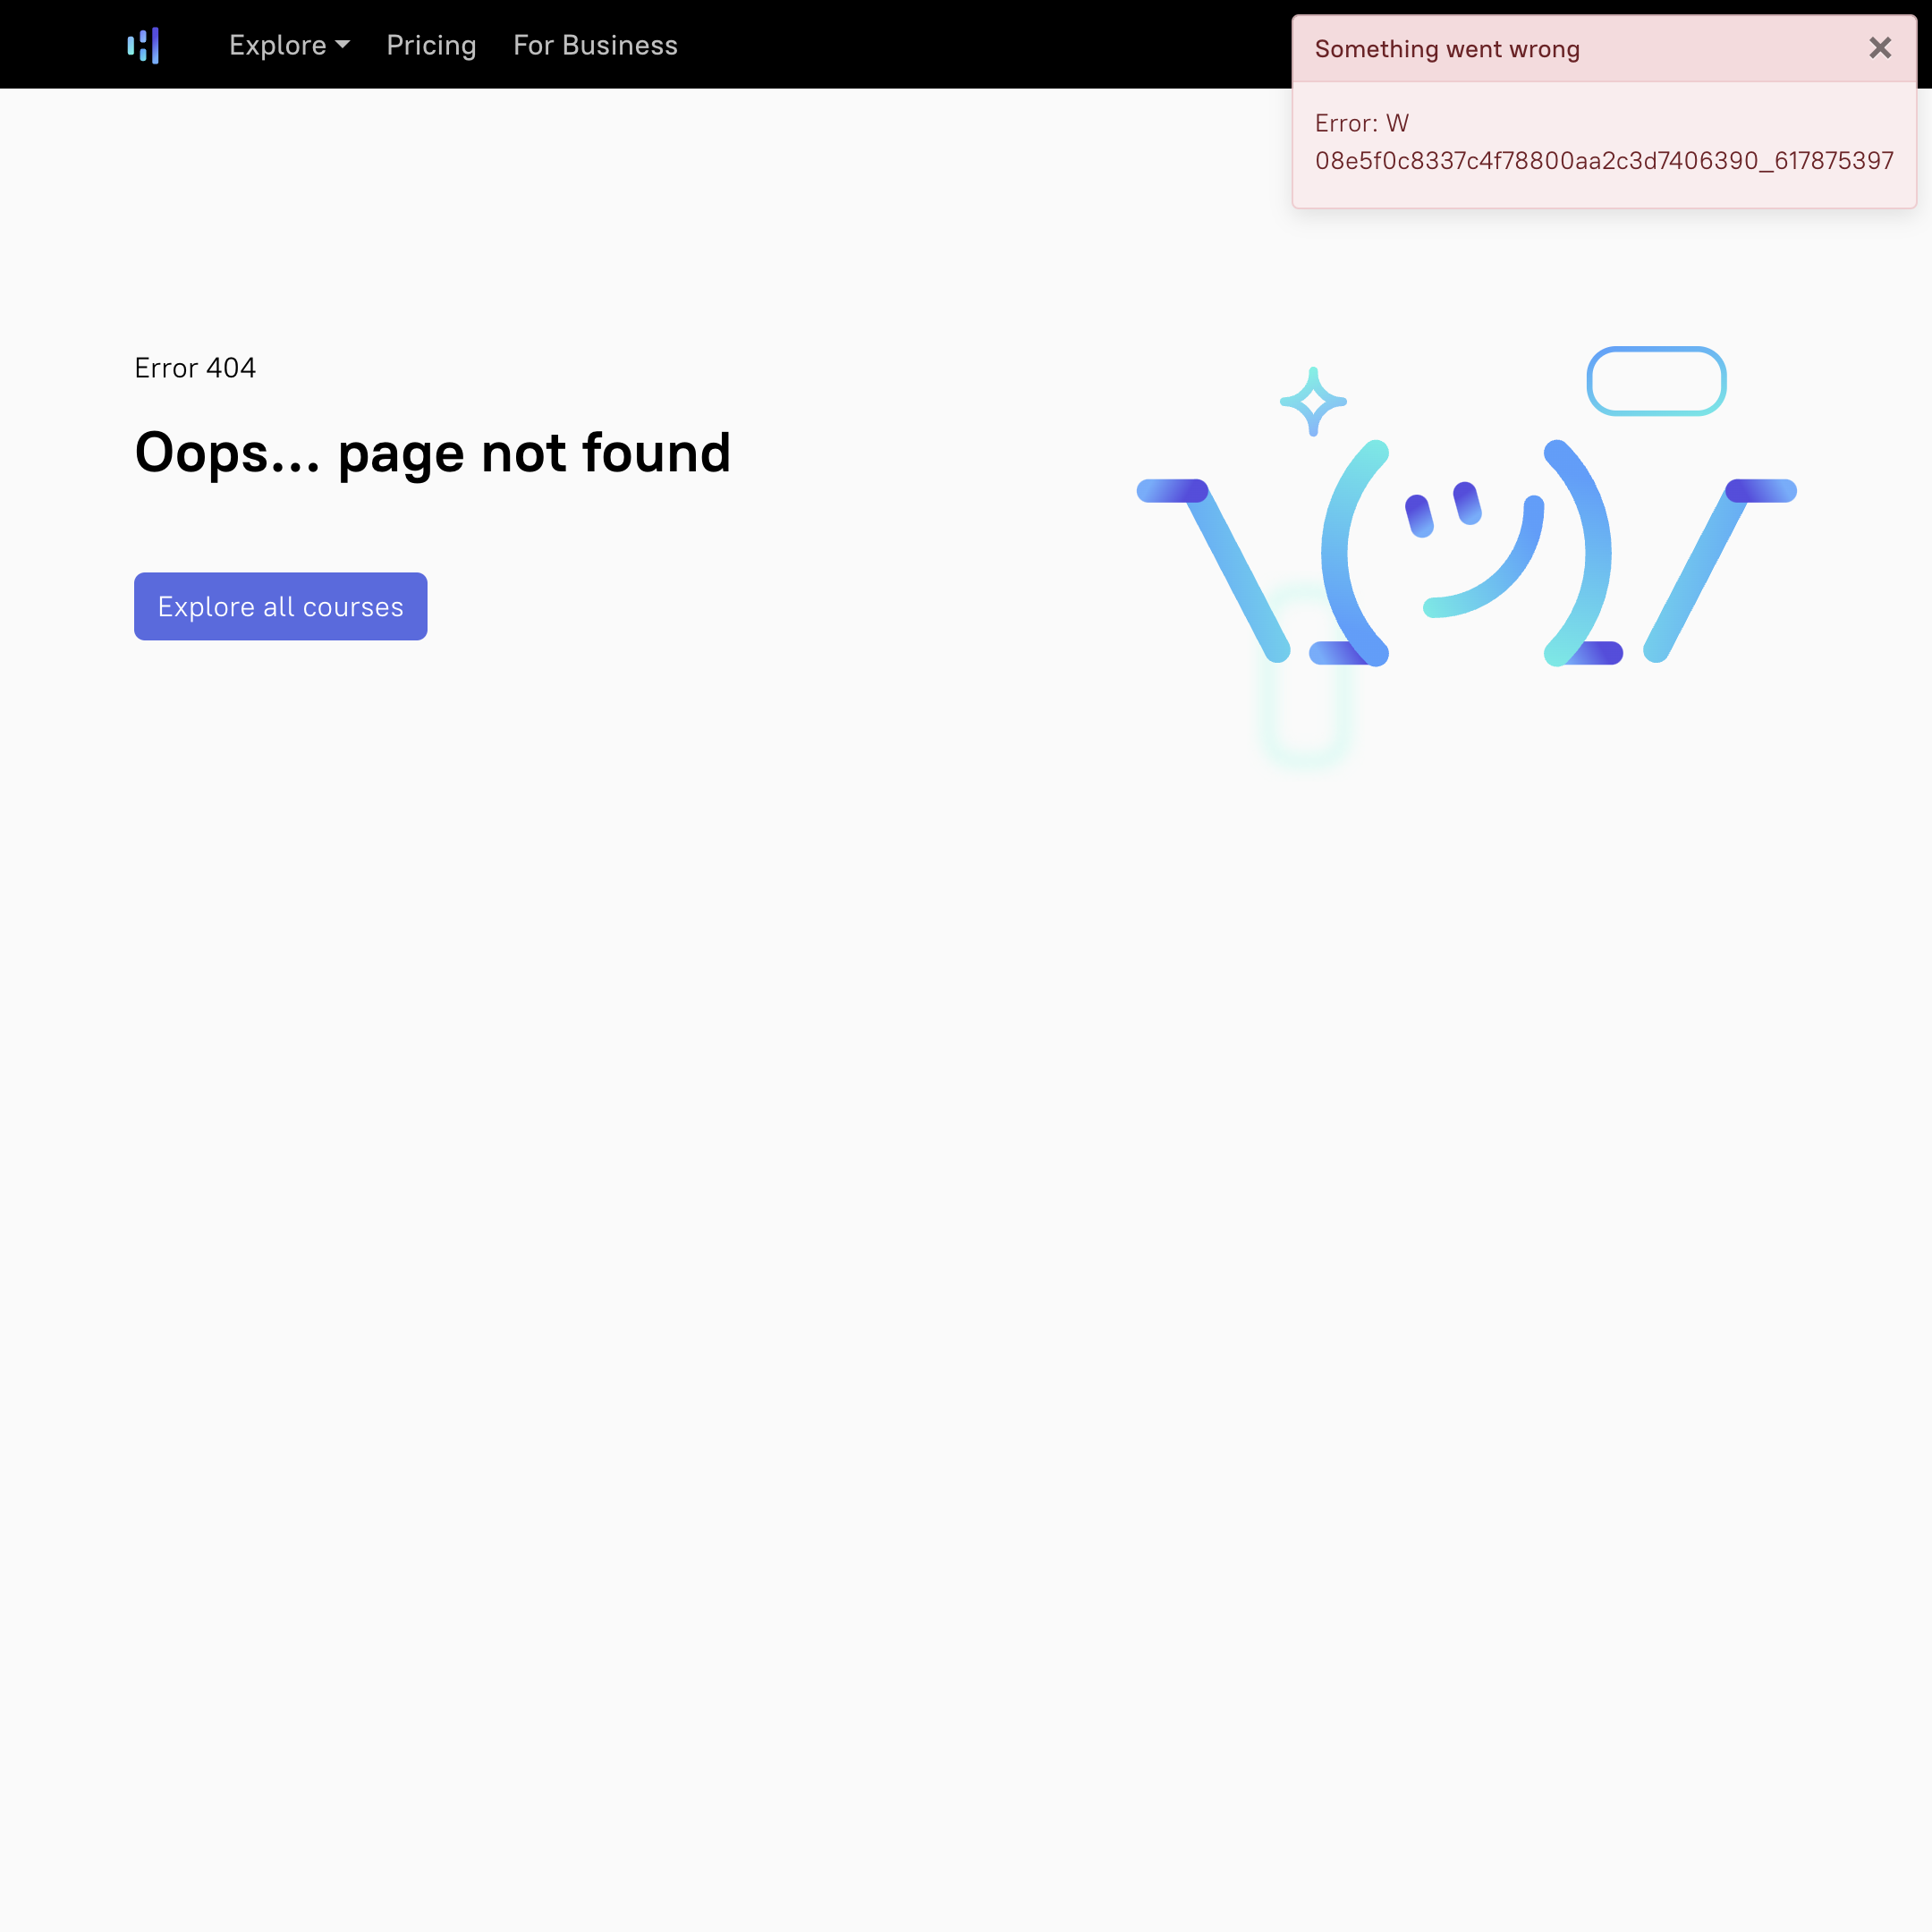 Explore
Pricing
For Business
Something went wrong
Error: W
08e5f0c8337c4f78800aa2c3d7406390_617875397
Error 404
Oops... page not found
Explore all courses